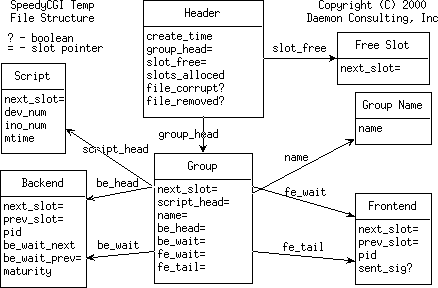 SpeedyCGI Temp
File Structure
Copyright (C) 2000
Daemon Consulting, Inc
? - boolean
= - slot pointer
Header
create_time
group_head=
slot_free=
slots_alloced
file_corrupt?
file_removed?
slot_free
Free Slot
next_slot=
Script
next_slot=
dev_num
ino_num
mtime
Group Name
name
group_head
script_head
name
Group
next_slot=
script_head=
name=
be_head=
be_wait=
fe_wait=
fe_tail=
be_head
be_wait
fe_wait
fe_tail
Backend
next_slot=
prev_slot=
pid
be_wait_next
be_wait_prev=
maturity
Frontend
next_slot=
prev_slot=
pid
sent_sig?